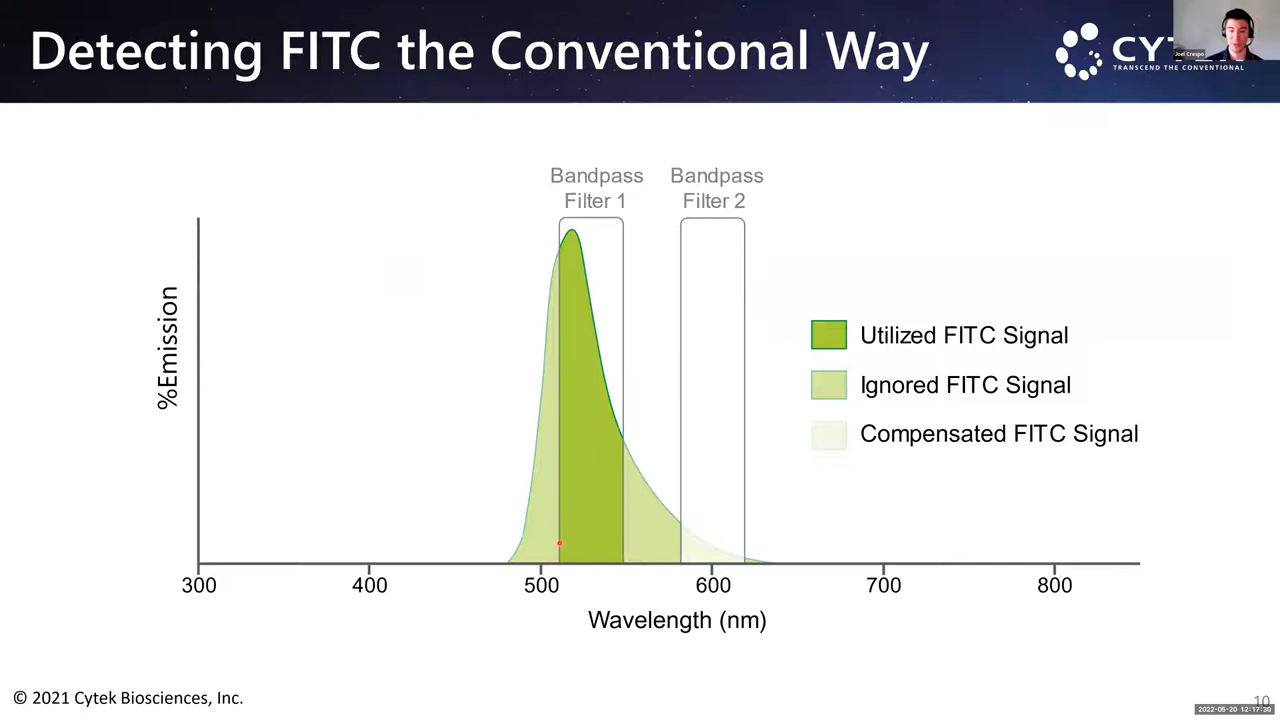 Detecting FITC the Conventional Way
TRANSCEND THE CONVENTIONAL
Joel Crespo
Bandpass
Filter 1
Bandpass
Filter 2
%Emission
Utilized FITC Signal
Ignored FITC Signal
Compensated FITC Signal
300 400 500 600 700 800
Wavelength (nm)
© 2021 Cytek Biosciences, Inc.
10
2022-05-20 12:17:30